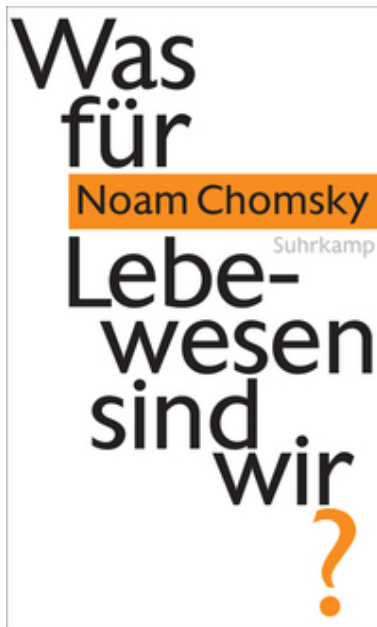 Was
für
Noam Chomsky
Suhrkamp
Lebe-
wesen
sind
wir
?